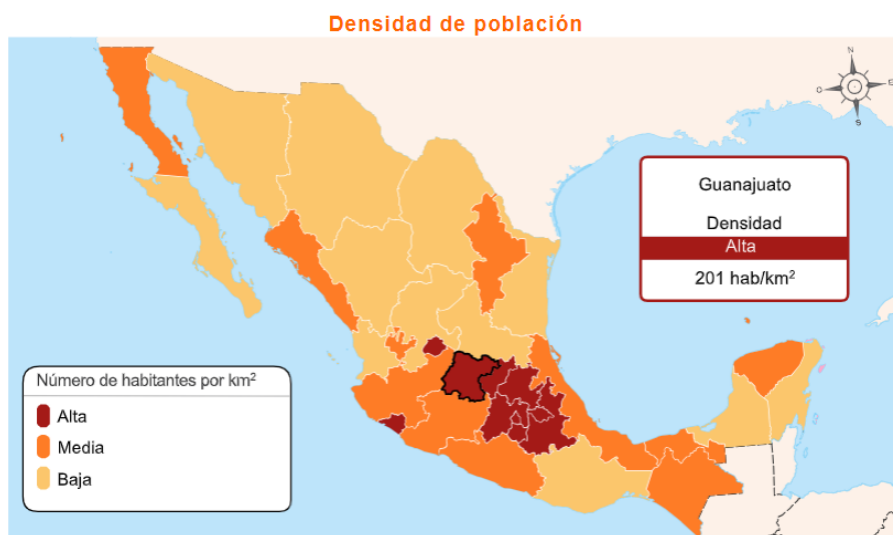 Densidad de población
N
O
E
S
Guanajuato
Densidad
Alta
201 hab/km²
Número de habitantes por km²
Alta
Media
Baja